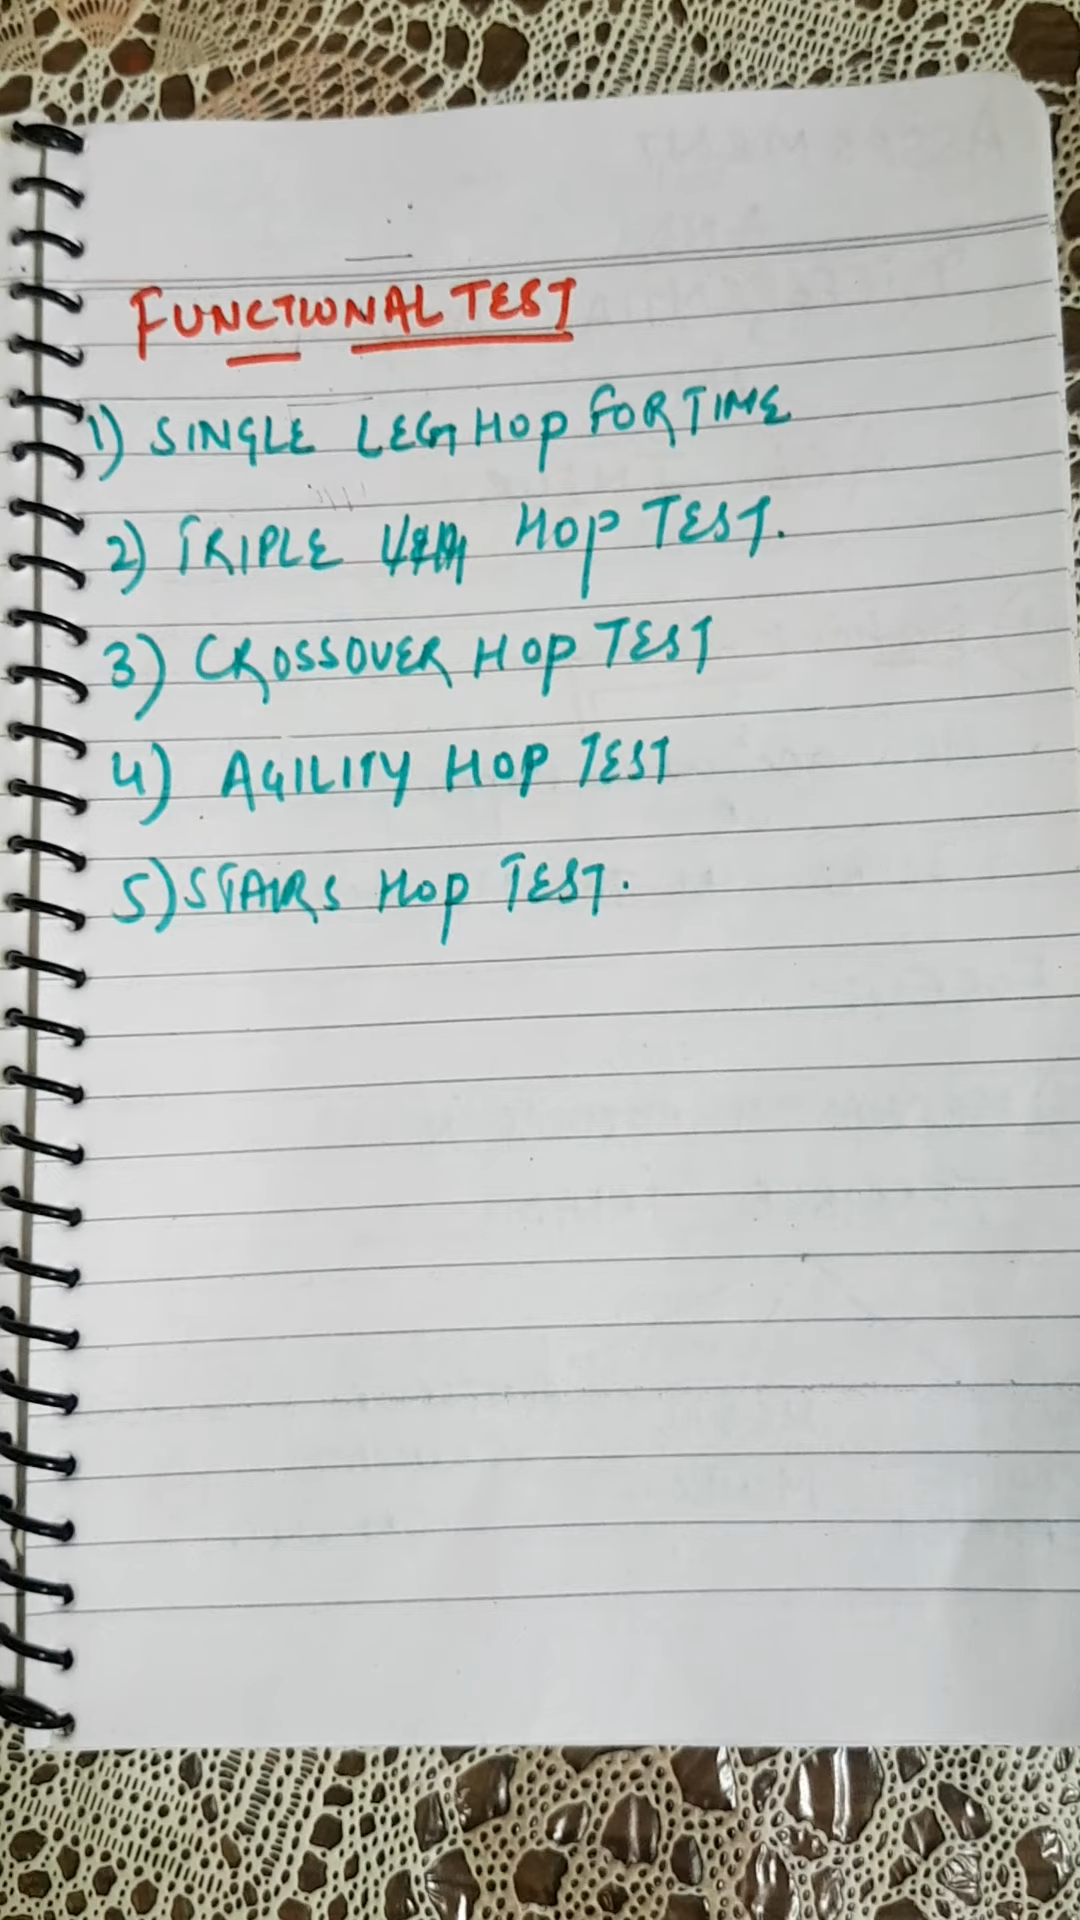 FUNCTIONAL TEST
1) SINGLE LEG HOP FOR TIME
2) TRIPLE HOP TEST.
3) CROSSOVER HOP TEST
4) AGILITY HOP TEST
5) STAIRS HOP TEST.